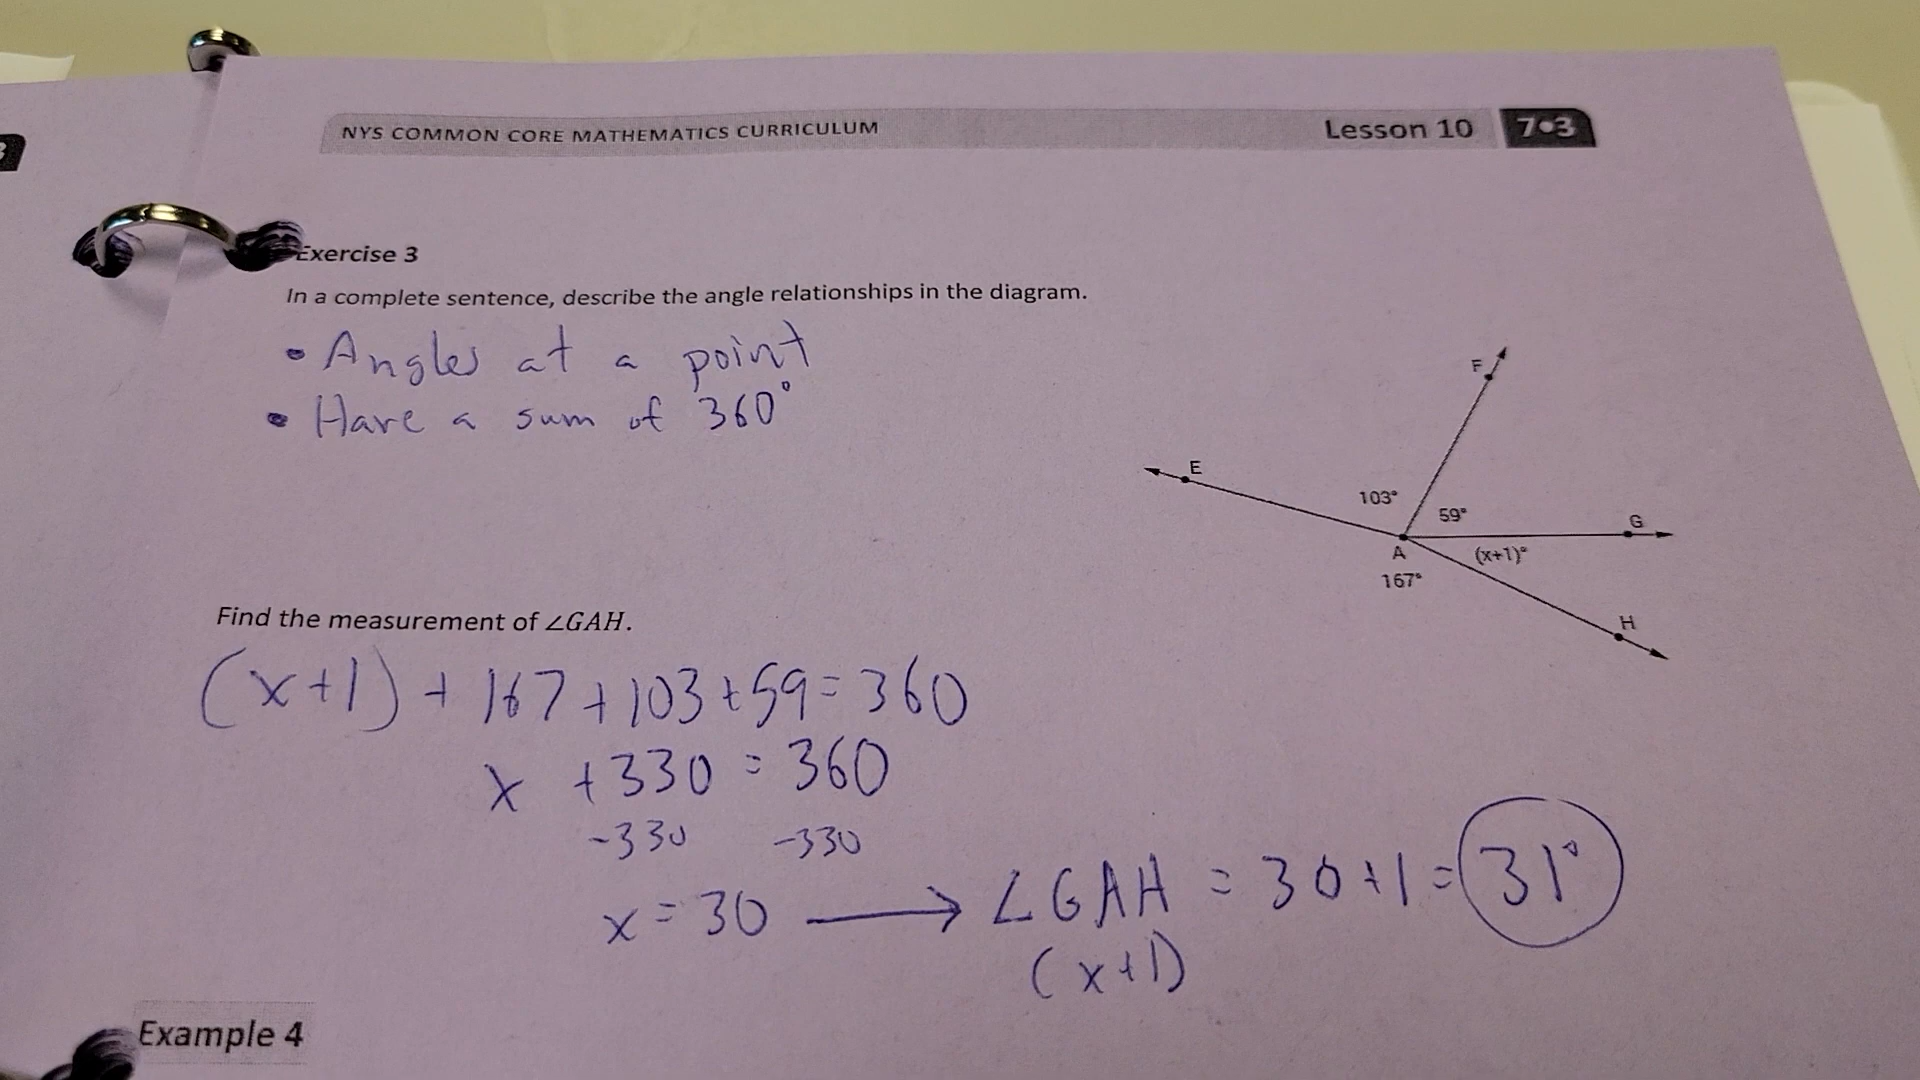 NYS COMMON CORE MATHEMATICS CURRICULUM
Lesson 10
7•3
Exercise 3
In a complete sentence, describe the angle relationships in the diagram.
• Angles at a point
• Have a sum of 360°
F
E
103°
59°
G
A
(x+1)°
167°
H
Find the measurement of ∠GAH.
(x+1) + 167 + 103 + 59 = 360
x + 330 = 360
-330 -330
x = 30 → ∠GAH = 30+1 = 31°
(x+1)
Example 4